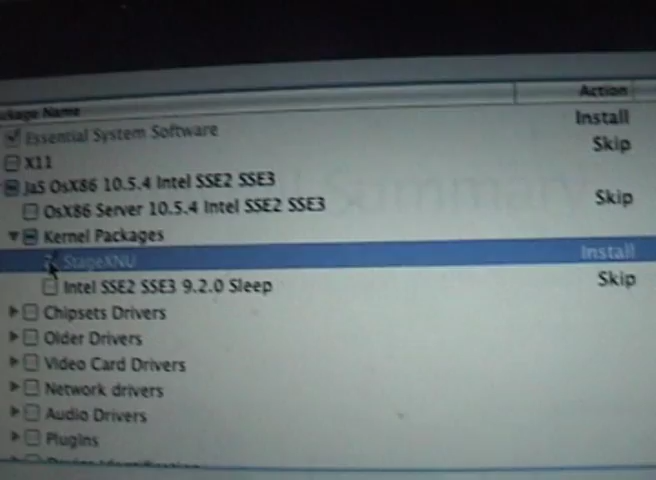 Package Name Action
Essential System Software Install
X11 Skip
JaS OsX86 10.5.4 Intel SSE2 SSE3
OsX86 Server 10.5.4 Intel SSE2 SSE3 Skip
Kernel Packages
StageXNU Install
Intel SSE2 SSE3 9.2.0 Sleep Skip
Chipsets Drivers
Older Drivers
Video Card Drivers
Network drivers
Audio Drivers
PlugIns